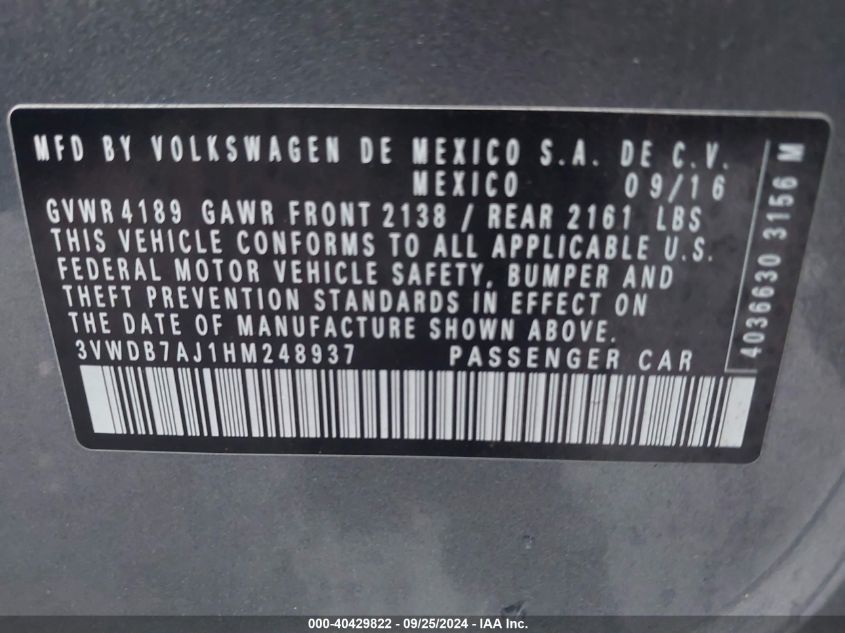 MFD BY VOLKSWAGEN DE MEXICO S.A. DE C.V.
MEXICO 09/16
GVWR 4189 GAWR FRONT 2138 / REAR 2161 LBS
THIS VEHICLE CONFORMS TO ALL APPLICABLE U.S.
FEDERAL MOTOR VEHICLE SAFETY, BUMPER AND
THEFT PREVENTION STANDARDS IN EFFECT ON
THE DATE OF MANUFACTURE SHOWN ABOVE.
3VWDB7AJ1HM248937 PASSENGER CAR
4036630 3156 M
000-40429822 - 09/25/2024 - IAA Inc.